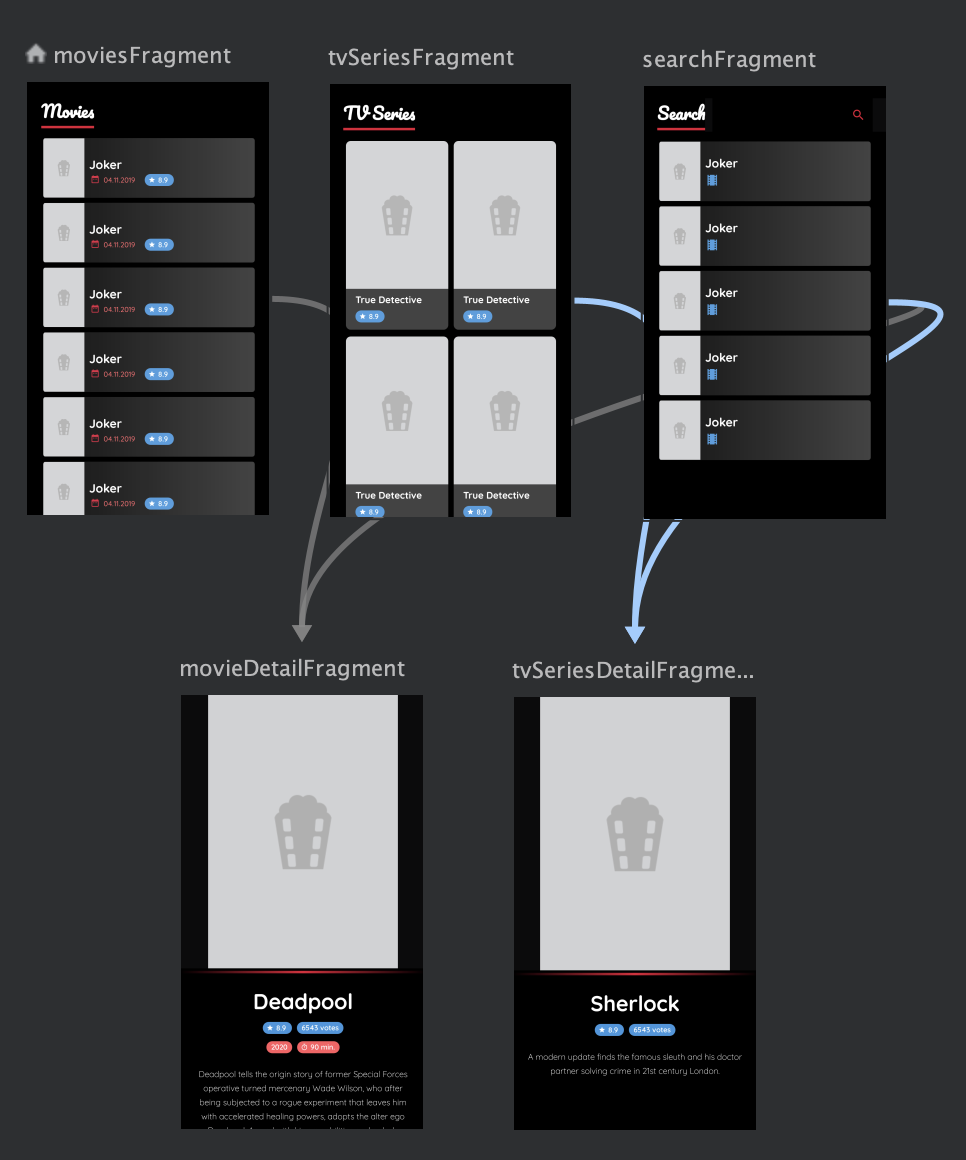 moviesFragment
Movies
Joker
04.11.2019 8.9
Joker
04.11.2019 8.9
Joker
04.11.2019 8.9
Joker
04.11.2019 8.9
Joker
04.11.2019 8.9
Joker
04.11.2019 8.9
tvSeriesFragment
TV Series
True Detective
8.9
True Detective
8.9
True Detective
8.9
True Detective
8.9
searchFragment
Search
Joker
Joker
Joker
Joker
Joker
movieDetailFragment
Deadpool
8.9 6543 votes
2020 90 min.
Deadpool tells the origin story of former Special Forces
operative turned mercenary Wade Wilson, who after
being subjected to a rogue experiment that leaves him
with accelerated healing powers, adopts the alter ego
tvSeriesDetailFragme...
Sherlock
8.9 6543 votes
A modern update finds the famous sleuth and his doctor
partner solving crime in 21st century London.